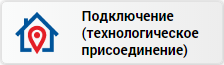 Подключение
(технологическое
присоединение)